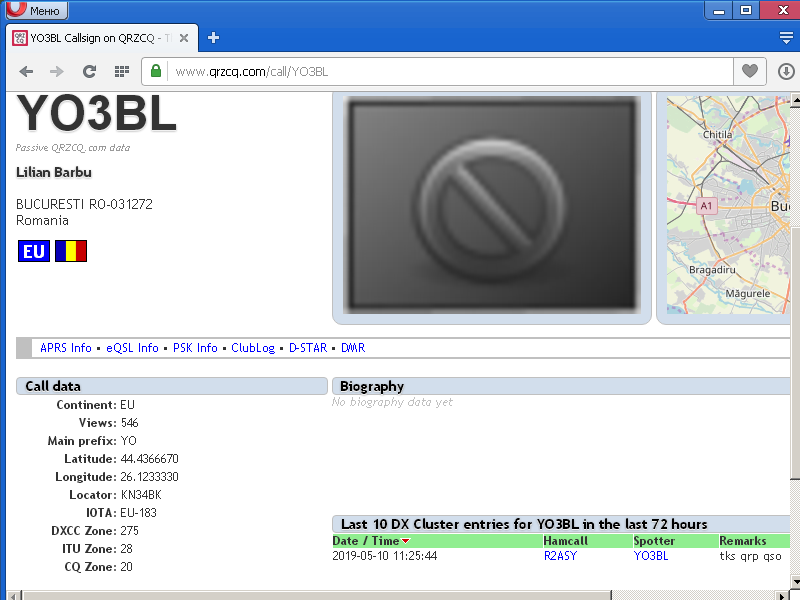 Меню
YO3BL Callsign on QRZCQ - T
www.qrzcq.com/call/YO3BL
YO3BL
Passive QRZCQ.com data
Lilian Barbu
BUCURESTI RO-031272
Romania
EU
Chitila
A1
Buc
Bragadiru
Măgurele
APRS Info • eQSL Info • PSK Info • ClubLog • D-STAR • DMR
Call data
Continent: EU
Views: 546
Main prefix: YO
Latitude: 44.4366670
Longitude: 26.1233330
Locator: KN34BK
IOTA: EU-183
DXCC Zone: 275
ITU Zone: 28
CQ Zone: 20
Biography
No biography data yet
Last 10 DX Cluster entries for YO3BL in the last 72 hours
Date / Time Hamcall Spotter Remarks
2019-05-10 11:25:44 R2ASY YO3BL tks qrp qso